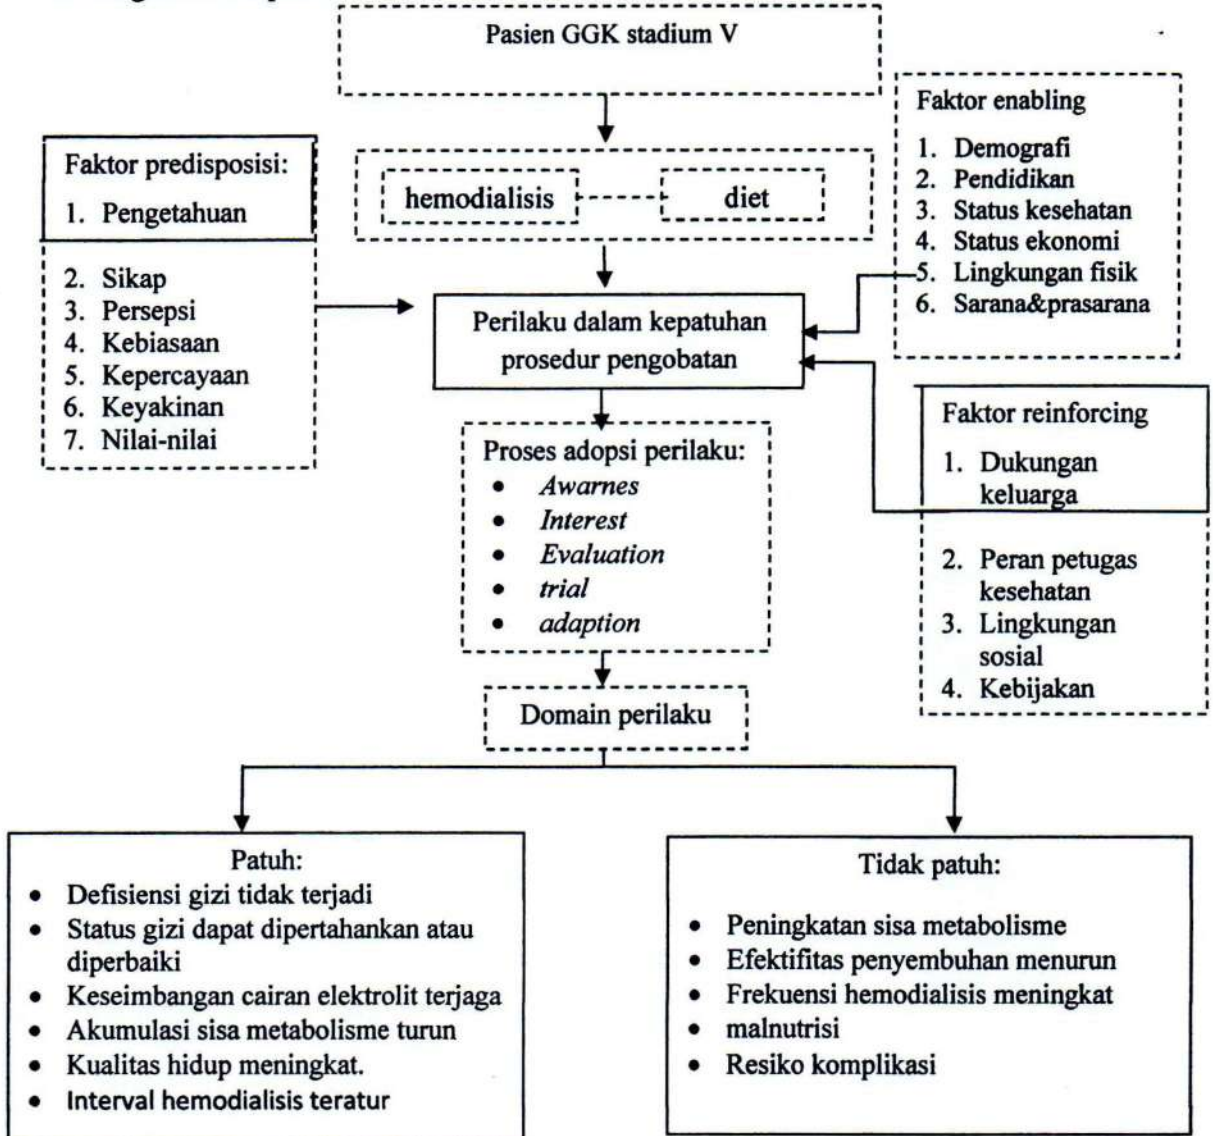 Pasien GGK stadium V
Faktor enabling
1. Demografi
2. Pendidikan
3. Status kesehatan
4. Status ekonomi
5. Lingkungan fisik
6. Sarana&prasarana
Faktor predisposisi:
1. Pengetahuan
2. Sikap
3. Persepsi
4. Kebiasaan
5. Kepercayaan
6. Keyakinan
7. Nilai-nilai
hemodialisis
diet
Perilaku dalam kepatuhan
prosedur pengobatan
Faktor reinforcing
1. Dukungan
keluarga
2. Peran petugas
kesehatan
3. Lingkungan
sosial
4. Kebijakan
Proses adopsi perilaku:
• Awarnes
• Interest
• Evaluation
• trial
• adaption
Domain perilaku
Patuh:
• Defisiensi gizi tidak terjadi
• Status gizi dapat dipertahankan atau
diperbaiki
• Keseimbangan cairan elektrolit terjaga
• Akumulasi sisa metabolisme turun
• Kualitas hidup meningkat.
• Interval hemodialisis teratur
Tidak patuh:
• Peningkatan sisa metabolisme
• Efektifitas penyembuhan menurun
• Frekuensi hemodialisis meningkat
• malnutrisi
• Resiko komplikasi